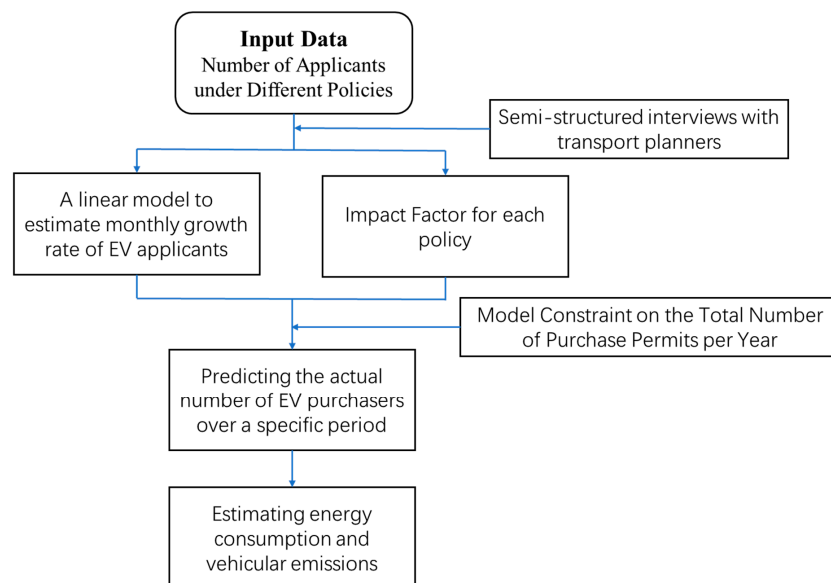 Input Data
Number of Applicants
under Different Policies
Semi-structured interviews with
transport planners
A linear model to
estimate monthly growth
rate of EV applicants
Impact Factor for each
policy
Model Constraint on the Total Number
of Purchase Permits per Year
Predicting the actual
number of EV purchasers
over a specific period
Estimating energy
consumption and
vehicular emissions